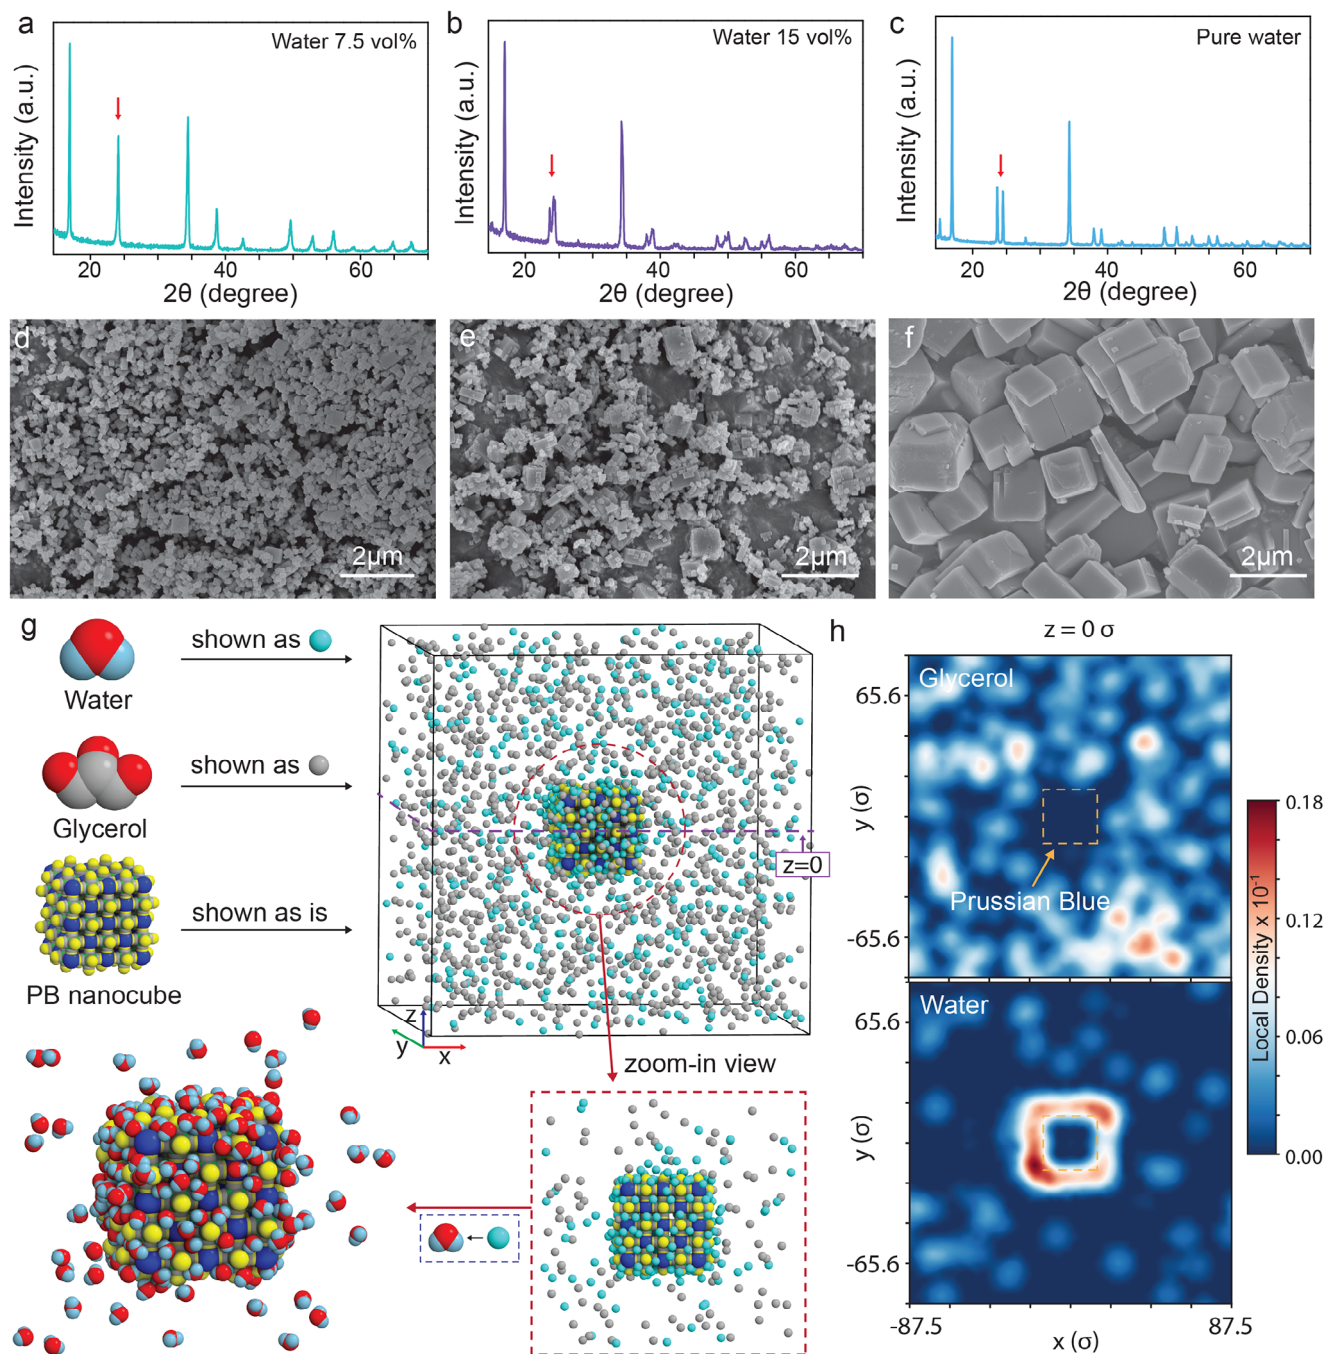 a
Water 7.5 vol%
Intensity (a.u.)
20 40 60
2θ (degree)
b
Water 15 vol%
Intensity (a.u.)
20 40 60
2θ (degree)
c
Pure water
Intensity (a.u.)
20 40 60
2θ (degree)
d
2μm
e
2μm
f
2μm
g
shown as
Water
shown as
Glycerol
shown as is
PB nanocube
z=0
z
y
x
zoom-in view
h
z = 0 σ
Glycerol
65.6
y (σ)
Prussian Blue
-65.6
Water
65.6
y (σ)
-65.6
-87.5 87.5
x (σ)
0.18
0.12
0.06
0.00
Local Density x 10⁻¹